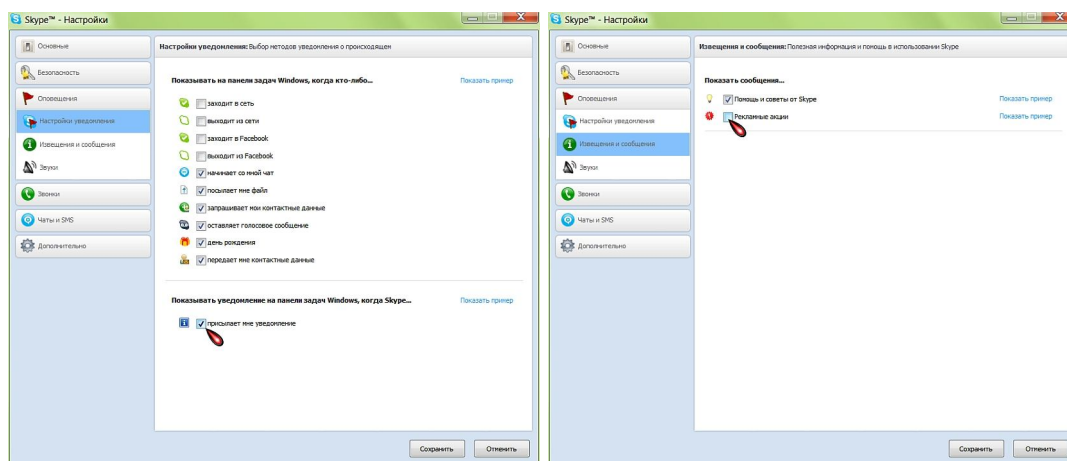 Skype™ - Настройки
Основные
Безопасность
Оповещения
Настройки уведомления
Извещения и сообщения
Звуки
Звонки
Чаты и SMS
Дополнительно
Настройки уведомления: Выбор методов уведомления о происходящем
Показывать на панели задач Windows, когда кто-либо...
Показать пример
заходит в сеть
выходит из сети
заходит в Facebook
выходит из Facebook
начинает со мной чат
посылает мне файл
запрашивает мои контактные данные
оставляет голосовое сообщение
день рождения
передает мне контактные данные
Показывать уведомление на панели задач Windows, когда Skype...
Показать пример
присылает мне уведомление
Сохранить
Отменить
Skype™ - Настройки
Основные
Безопасность
Оповещения
Настройки уведомления
Извещения и сообщения
Звуки
Звонки
Чаты и SMS
Дополнительно
Извещения и сообщения: Полезная информация и помощь в использовании Skype
Показать сообщения...
Помощь и советы от Skype
Показать пример
Рекламные акции
Показать пример
Сохранить
Отменить